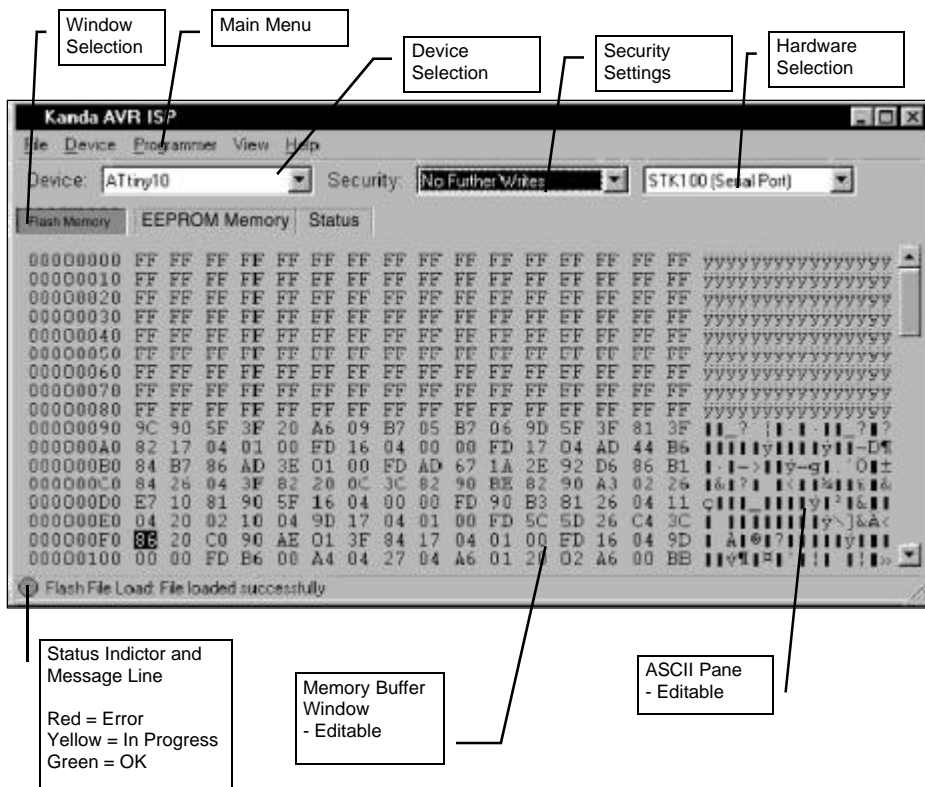 Window
Selection
Main Menu
Device
Selection
Security
Settings
Hardware
Selection
Kanda AVR ISP
File Device Programmer View Help
Device: ATtiny10 Security: No Further Writes STK100 (Serial Port)
Flash Memory EEPROM Memory Status
00000000 FF FF FF FF FF FF FF FF FF FF FF FF FF FF FF FF ÿÿÿÿÿÿÿÿÿÿÿÿÿÿÿÿ
00000010 FF FF FF FF FF FF FF FF FF FF FF FF FF FF FF FF ÿÿÿÿÿÿÿÿÿÿÿÿÿÿÿÿ
00000020 FF FF FF FF FF FF FF FF FF FF FF FF FF FF FF FF ÿÿÿÿÿÿÿÿÿÿÿÿÿÿÿÿ
00000030 FF FF FF FF FF FF FF FF FF FF FF FF FF FF FF FF ÿÿÿÿÿÿÿÿÿÿÿÿÿÿÿÿ
00000040 FF FF FF FF FF FF FF FF FF FF FF FF FF FF FF FF ÿÿÿÿÿÿÿÿÿÿÿÿÿÿÿÿ
00000050 FF FF FF FF FF FF FF FF FF FF FF FF FF FF FF FF ÿÿÿÿÿÿÿÿÿÿÿÿÿÿÿÿ
00000060 FF FF FF FF FF FF FF FF FF FF FF FF FF FF FF FF ÿÿÿÿÿÿÿÿÿÿÿÿÿÿÿÿ
00000070 FF FF FF FF FF FF FF FF FF FF FF FF FF FF FF FF ÿÿÿÿÿÿÿÿÿÿÿÿÿÿÿÿ
00000080 FF FF FF FF FF FF FF FF FF FF FF FF FF FF FF FF ÿÿÿÿÿÿÿÿÿÿÿÿÿÿÿÿ
00000090 9C 90 5F 3F 20 A6 09 B7 05 B7 06 9D 5F 3F 81 3F
000000A0 82 17 04 01 00 FD 16 04 00 00 FD 17 04 AD 44 B6
000000B0 84 B7 86 AD 3E 01 00 FD AD 67 1A 2E 92 D6 86 B1
000000C0 84 26 04 3F 82 20 0C 3C 82 90 BE 82 90 A3 02 26
000000D0 E7 10 81 90 5F 16 04 00 00 FD 90 B3 81 26 04 11
000000E0 04 20 02 10 04 9D 17 04 01 00 FD 5C 5D 26 C4 3C
000000F0 86 20 C0 90 AE 01 3F 84 17 04 01 00 FD 16 04 9D
00000100 00 00 FD B6 00 A4 04 27 04 A6 01 20 02 A6 00 BB
Flash File Load: File loaded successfully
Status Indictor and
Message Line
Red = Error
Yellow = In Progress
Green = OK
Memory Buffer
Window
- Editable
ASCII Pane
- Editable